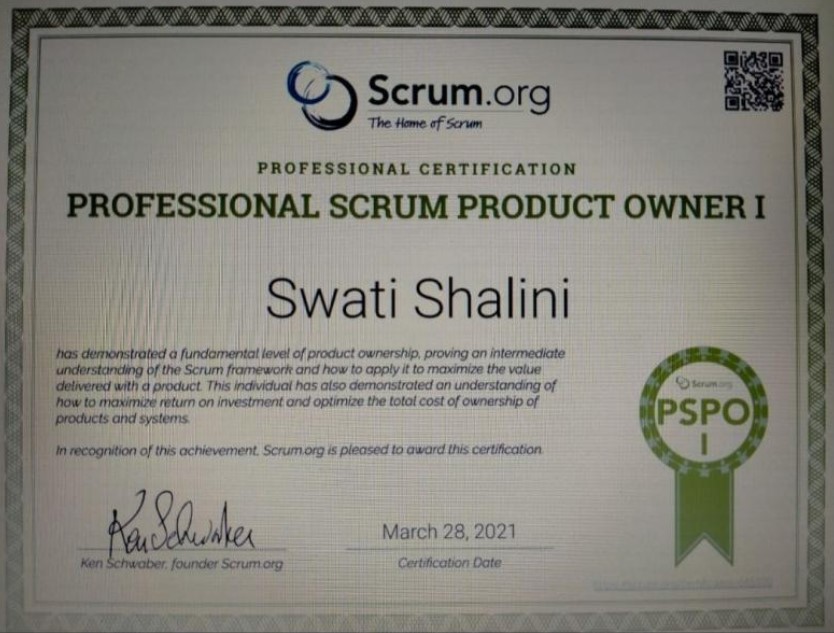 Scrum.org
The Home of Scrum
PROFESSIONAL CERTIFICATION
PROFESSIONAL SCRUM PRODUCT OWNER I
Swati Shalini
has demonstrated a fundamental level of product ownership, proving an intermediate
understanding of the Scrum framework and how to apply it to maximize the value
delivered with a product. This individual has also demonstrated an understanding of
how to maximize return on investment and optimize the total cost of ownership of
products and systems.
In recognition of this achievement, Scrum.org is pleased to award this certification.
Scrum.org
PSPO
I
Ken Schwaber
March 28, 2021
Ken Schwaber, founder Scrum.org
Certification Date